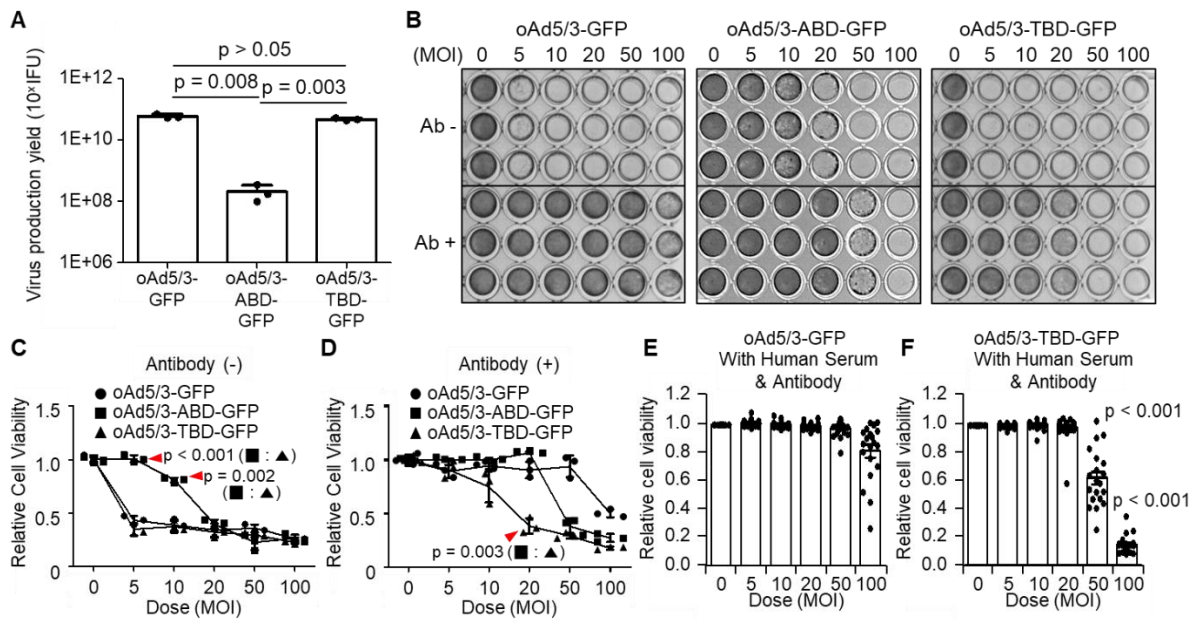 A
Virus production yield (10×IFU)
1E+12
1E+10
1E+08
1E+06
p > 0.05
p = 0.008
p = 0.003
oAd5/3-
GFP
oAd5/3-
ABD-
GFP
oAd5/3-
TBD-
GFP
B
oAd5/3-GFP
oAd5/3-ABD-GFP
oAd5/3-TBD-GFP
(MOI)
0 5 10 20 50 100
0 5 10 20 50 100
0 5 10 20 50 100
Ab -
Ab +
C
Antibody (-)
● oAd5/3-GFP
■ oAd5/3-ABD-GFP
▲ oAd5/3-TBD-GFP
Relative Cell Viability
1.5
1.0
0.5
0
p < 0.001 (■ : ▲)
p = 0.002
(■ : ▲)
0 5 10 20 50 100
Dose (MOI)
D
Antibody (+)
● oAd5/3-GFP
■ oAd5/3-ABD-GFP
▲ oAd5/3-TBD-GFP
Relative Cell Viability
1.5
1.0
0.5
0
p = 0.003 (■ : ▲)
0 5 10 20 50 100
Dose (MOI)
E
oAd5/3-GFP
With Human Serum
& Antibody
Relative cell viability
1.2
1.0
0.8
0.6
0.4
0.2
0.0
0 5 10 20 50 100
Dose (MOI)
F
oAd5/3-TBD-GFP
With Human Serum
& Antibody
Relative cell viability
1.2
1.0
0.8
0.6
0.4
0.2
0.0
p < 0.001
p < 0.001
0 5 10 20 50 100
Dose (MOI)